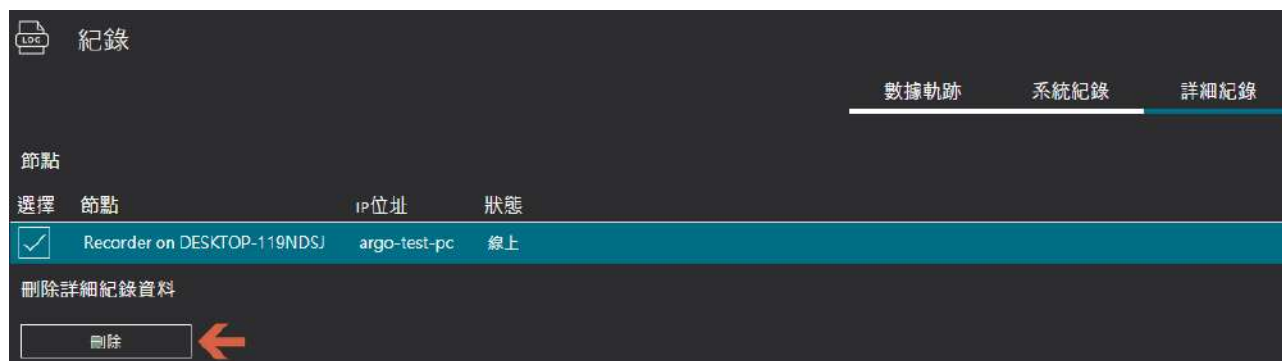 LOG 紀錄
數據軌跡 系統紀錄 詳細紀錄
節點
選擇 節點 IP位址 狀態
Recorder on DESKTOP-119NDSJ argo-test-pc 線上
刪除詳細紀錄資料
刪除